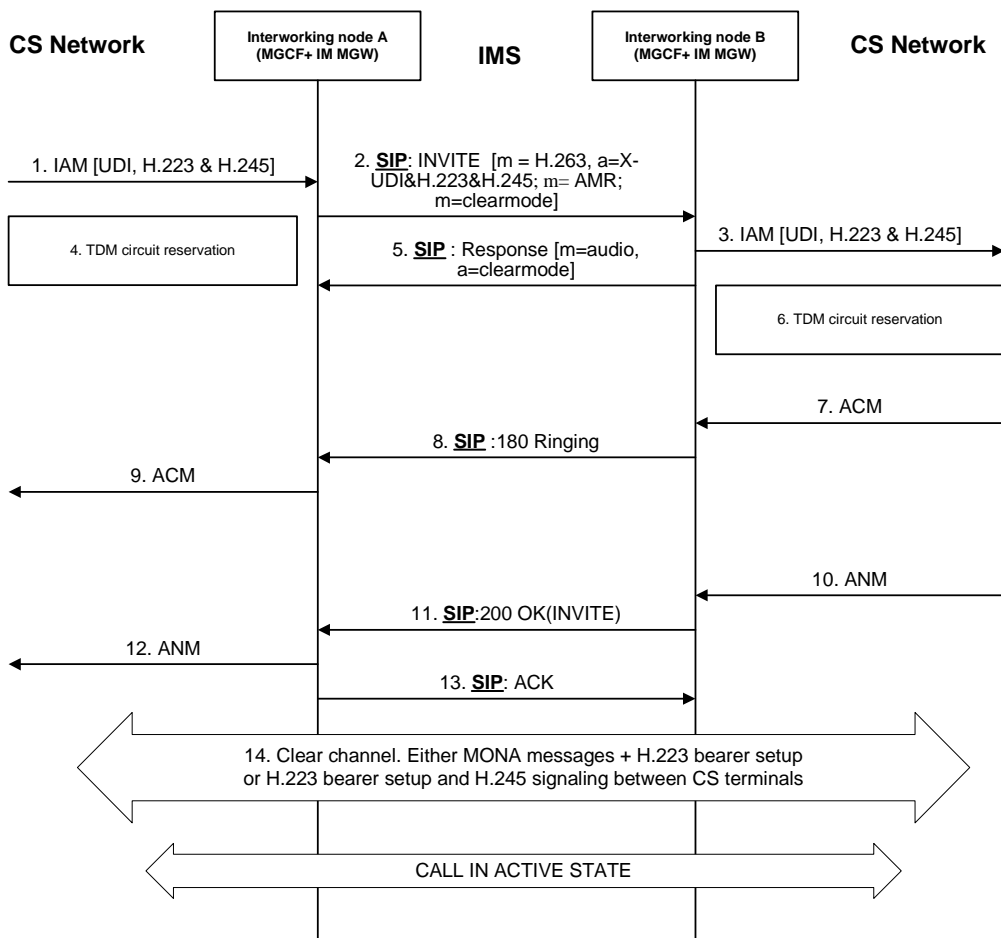 CS Network
Interworking node A
(MGCF+ IM MGW)
IMS
Interworking node B
(MGCF+ IM MGW)
CS Network
1. IAM [UDI, H.223 & H.245]
2. SIP: INVITE [m = H.263, a=X-
UDI&H.223&H.245; m= AMR;
m=clearmode]
3. IAM [UDI, H.223 & H.245]
4. TDM circuit reservation
5. SIP : Response [m=audio,
a=clearmode]
6. TDM circuit reservation
7. ACM
8. SIP :180 Ringing
9. ACM
10. ANM
11. SIP:200 OK(INVITE)
12. ANM
13. SIP: ACK
14. Clear channel. Either MONA messages + H.223 bearer setup
or H.223 bearer setup and H.245 signaling between CS terminals
CALL IN ACTIVE STATE